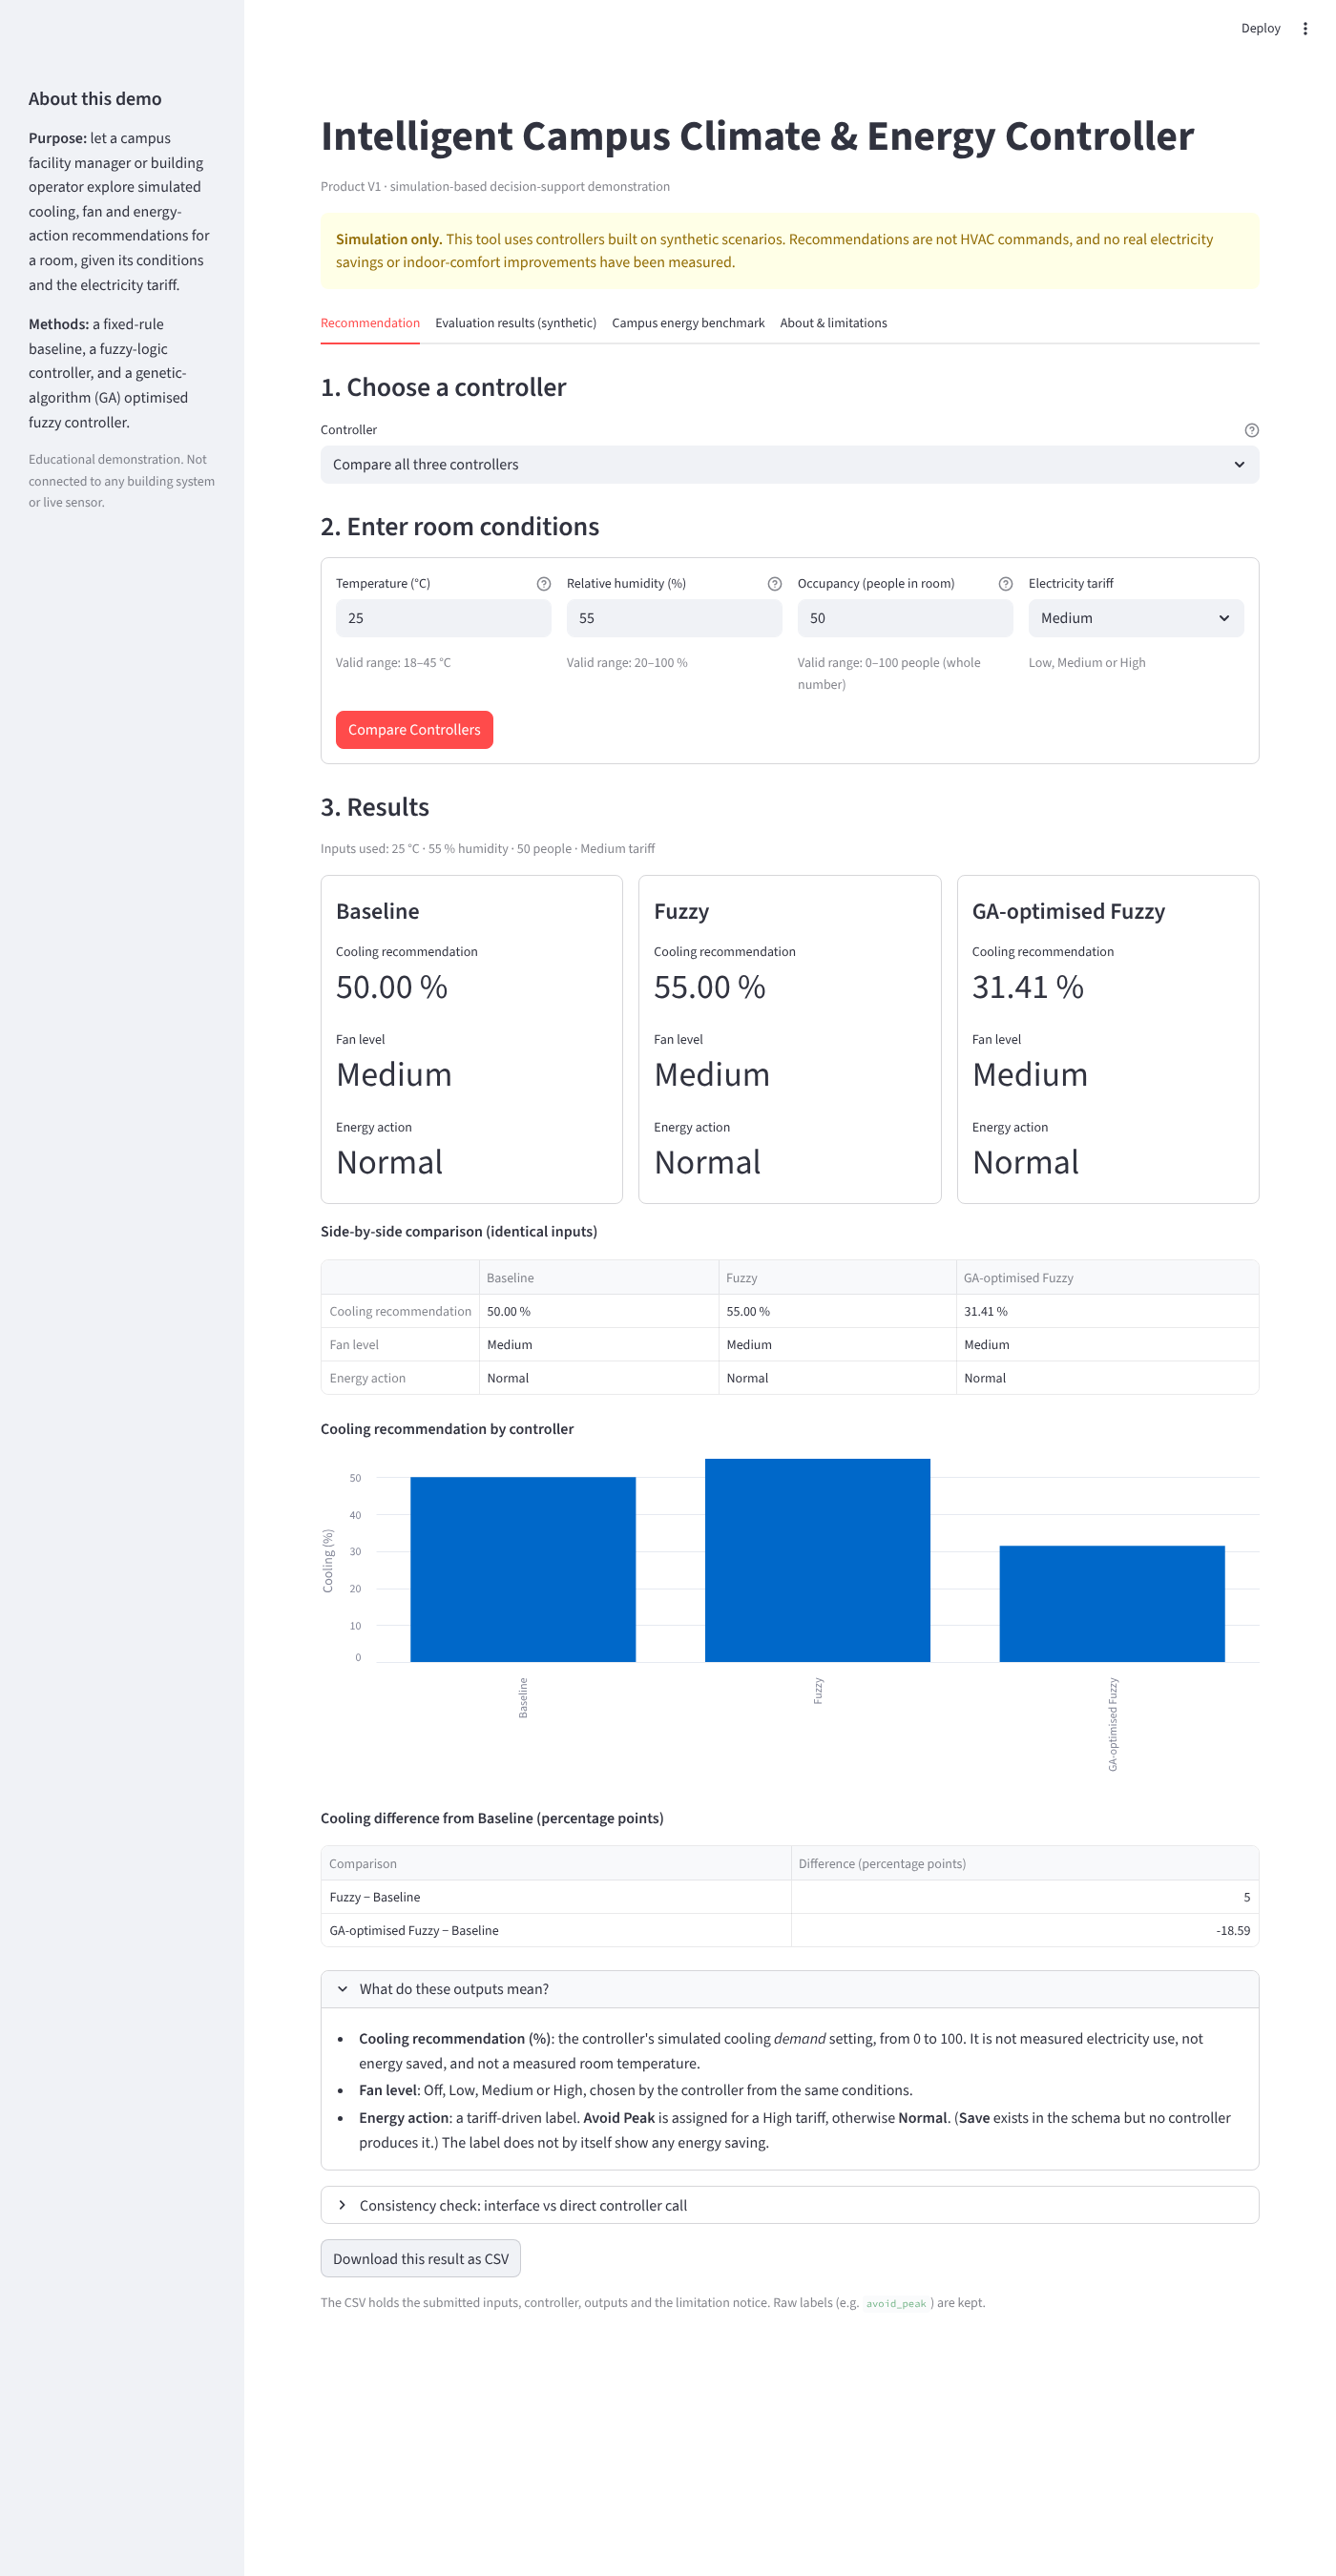 Deploy
About this demo
Purpose: let a campus
facility manager or building
operator explore simulated
cooling, fan and energy-
action recommendations for
a room, given its conditions
and the electricity tariff.
Methods: a fixed-rule
baseline, a fuzzy-logic
controller, and a genetic-
algorithm (GA) optimised
fuzzy controller.
Educational demonstration. Not
connected to any building system
or live sensor.
Intelligent Campus Climate & Energy Controller
Product V1 · simulation-based decision-support demonstration
Simulation only. This tool uses controllers built on synthetic scenarios. Recommendations are not HVAC commands, and no real electricity
savings or indoor-comfort improvements have been measured.
Recommendation Evaluation results (synthetic) Campus energy benchmark About & limitations
1. Choose a controller
Controller
Compare all three controllers
2. Enter room conditions
Temperature (°C) Relative humidity (%) Occupancy (people in room) Electricity tariff
25 55 50 Medium
Valid range: 18–45 °C Valid range: 20–100 % Valid range: 0–100 people (whole Low, Medium or High
number)
Compare Controllers
3. Results
Inputs used: 25 °C · 55 % humidity · 50 people · Medium tariff
Baseline
Cooling recommendation
50.00 %
Fan level
Medium
Energy action
Normal
Fuzzy
Cooling recommendation
55.00 %
Fan level
Medium
Energy action
Normal
GA-optimised Fuzzy
Cooling recommendation
31.41 %
Fan level
Medium
Energy action
Normal
Side-by-side comparison (identical inputs)
Baseline Fuzzy GA-optimised Fuzzy
Cooling recommendation 50.00 % 55.00 % 31.41 %
Fan level Medium Medium Medium
Energy action Normal Normal Normal
Cooling recommendation by controller
Cooling (%)
50
40
30
20
10
0
Baseline
Fuzzy
GA-optimised Fuzzy
Cooling difference from Baseline (percentage points)
Comparison Difference (percentage points)
Fuzzy − Baseline 5
GA-optimised Fuzzy − Baseline -18.59
What do these outputs mean?
• Cooling recommendation (%): the controller's simulated cooling demand setting, from 0 to 100. It is not measured electricity use, not
energy saved, and not a measured room temperature.
• Fan level: Off, Low, Medium or High, chosen by the controller from the same conditions.
• Energy action: a tariff-driven label. Avoid Peak is assigned for a High tariff, otherwise Normal. (Save exists in the schema but no controller
produces it.) The label does not by itself show any energy saving.
Consistency check: interface vs direct controller call
Download this result as CSV
The CSV holds the submitted inputs, controller, outputs and the limitation notice. Raw labels (e.g. avoid_peak ) are kept.